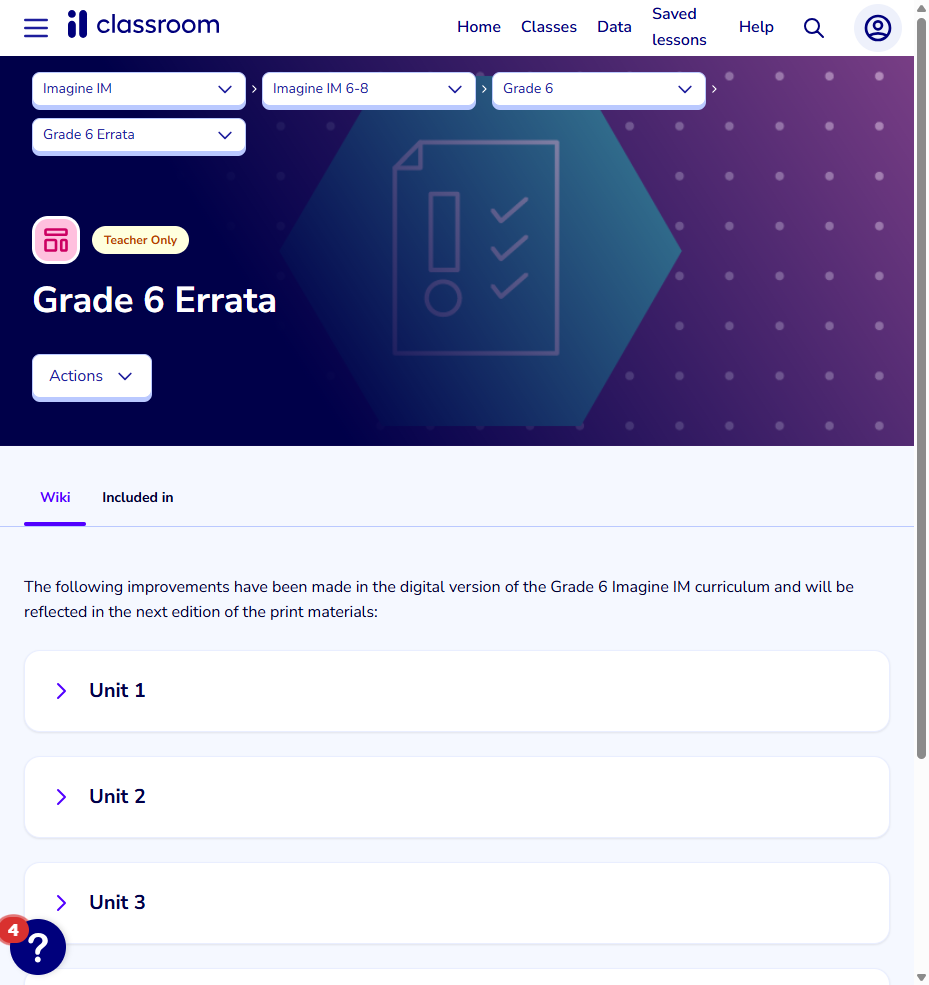 classroom
Home
Classes
Data
Saved
lessons
Help
Imagine IM
Imagine IM 6-8
Grade 6
Grade 6 Errata
Teacher Only
Grade 6 Errata
Actions
Wiki
Included in
The following improvements have been made in the digital version of the Grade 6 Imagine IM curriculum and will be
reflected in the next edition of the print materials:
Unit 1
Unit 2
Unit 3
4
?